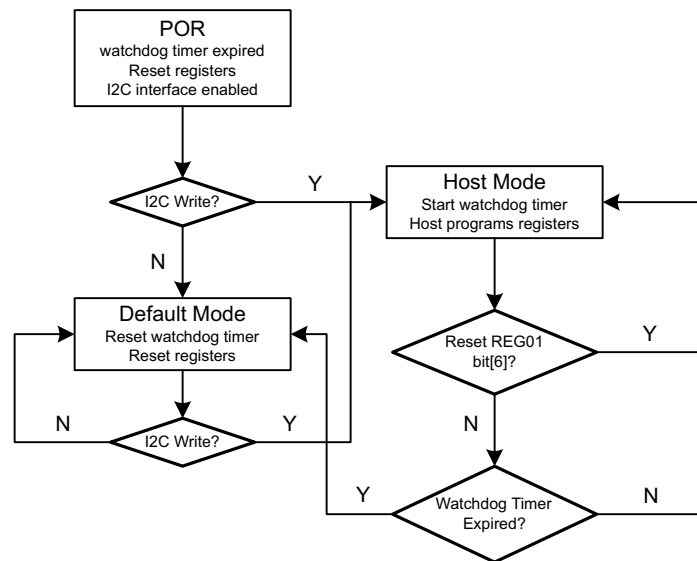 POR
watchdog timer expired
Reset registers
I2C interface enabled
I2C Write?
Y
N
Host Mode
Start watchdog timer
Host programs registers
Default Mode
Reset watchdog timer
Reset registers
Reset REG01
bit[6]?
Y
N
I2C Write?
N
Y
Y
Watchdog Timer
Expired?
N